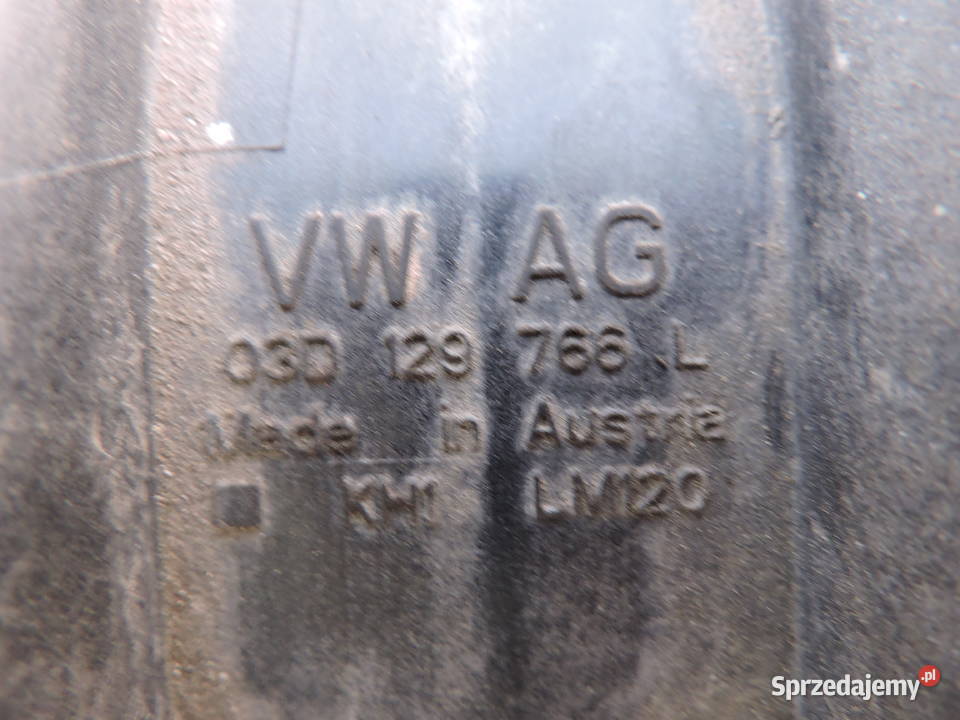 VW AG
03D 129 766 L
Made in Austria
KH1 LM120
Sprzedajemy.pl